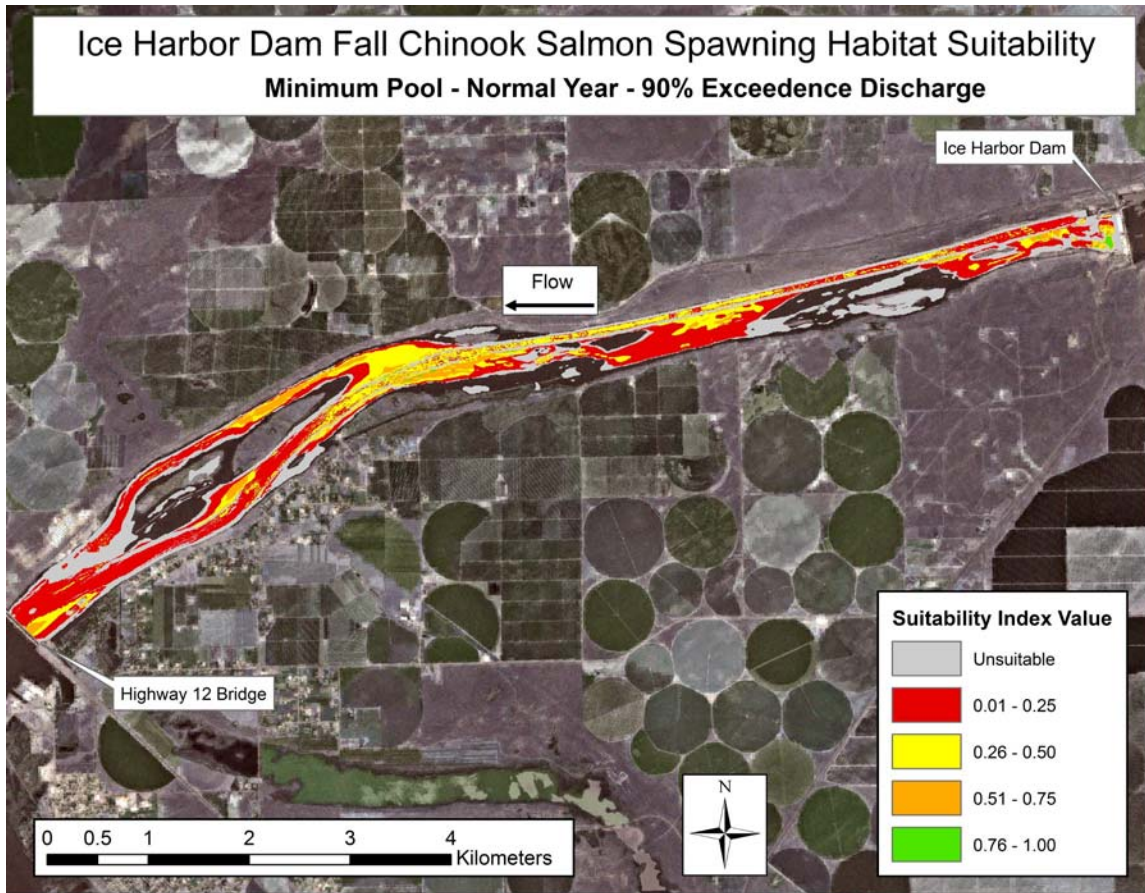 Ice Harbor Dam Fall Chinook Salmon Spawning Habitat Suitability
Minimum Pool - Normal Year - 90% Exceedence Discharge
Ice Harbor Dam
Flow
Highway 12 Bridge
Suitability Index Value
Unsuitable
0.01 - 0.25
0.26 - 0.50
0.51 - 0.75
0.76 - 1.00
N
0 0.5 1 2 3 4
Kilometers